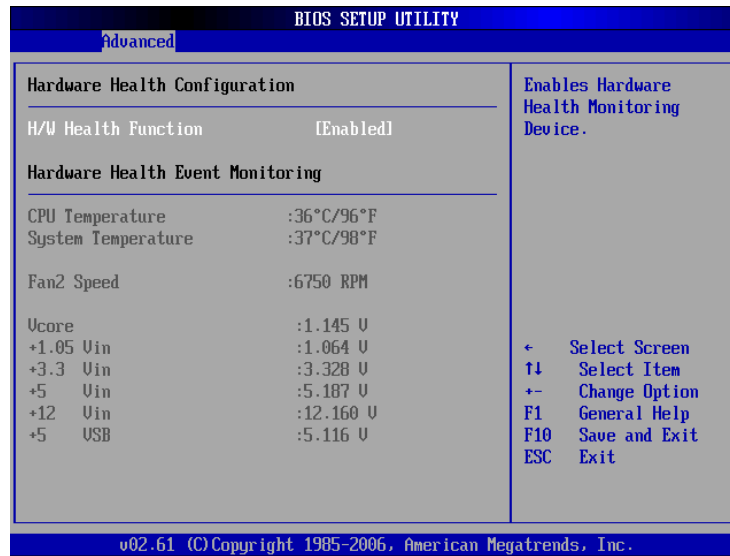 BIOS SETUP UTILITY
Advanced
Hardware Health Configuration
H/W Health Function [Enabled]
Hardware Health Event Monitoring
CPU Temperature :36°C/96°F
System Temperature :37°C/98°F
Fan2 Speed :6750 RPM
Vcore :1.145 V
+1.05 Vin :1.064 V
+3.3 Vin :3.328 V
+5 Vin :5.187 V
+12 Vin :12.160 V
+5 VSB :5.116 V
Enables Hardware
Health Monitoring
Device.
← Select Screen
↑↓ Select Item
+- Change Option
F1 General Help
F10 Save and Exit
ESC Exit
v02.61 (C)Copyright 1985-2006, American Megatrends, Inc.